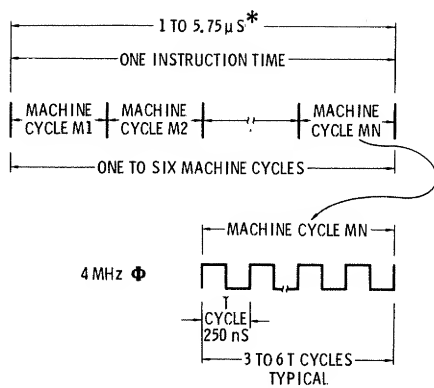 1 TO 5.75 μS*
ONE INSTRUCTION TIME
MACHINE CYCLE M1
MACHINE CYCLE M2
MACHINE CYCLE MN
ONE TO SIX MACHINE CYCLES
MACHINE CYCLE MN
4 MHz Φ
T
CYCLE
250 nS
3 TO 6 T CYCLES
TYPICAL